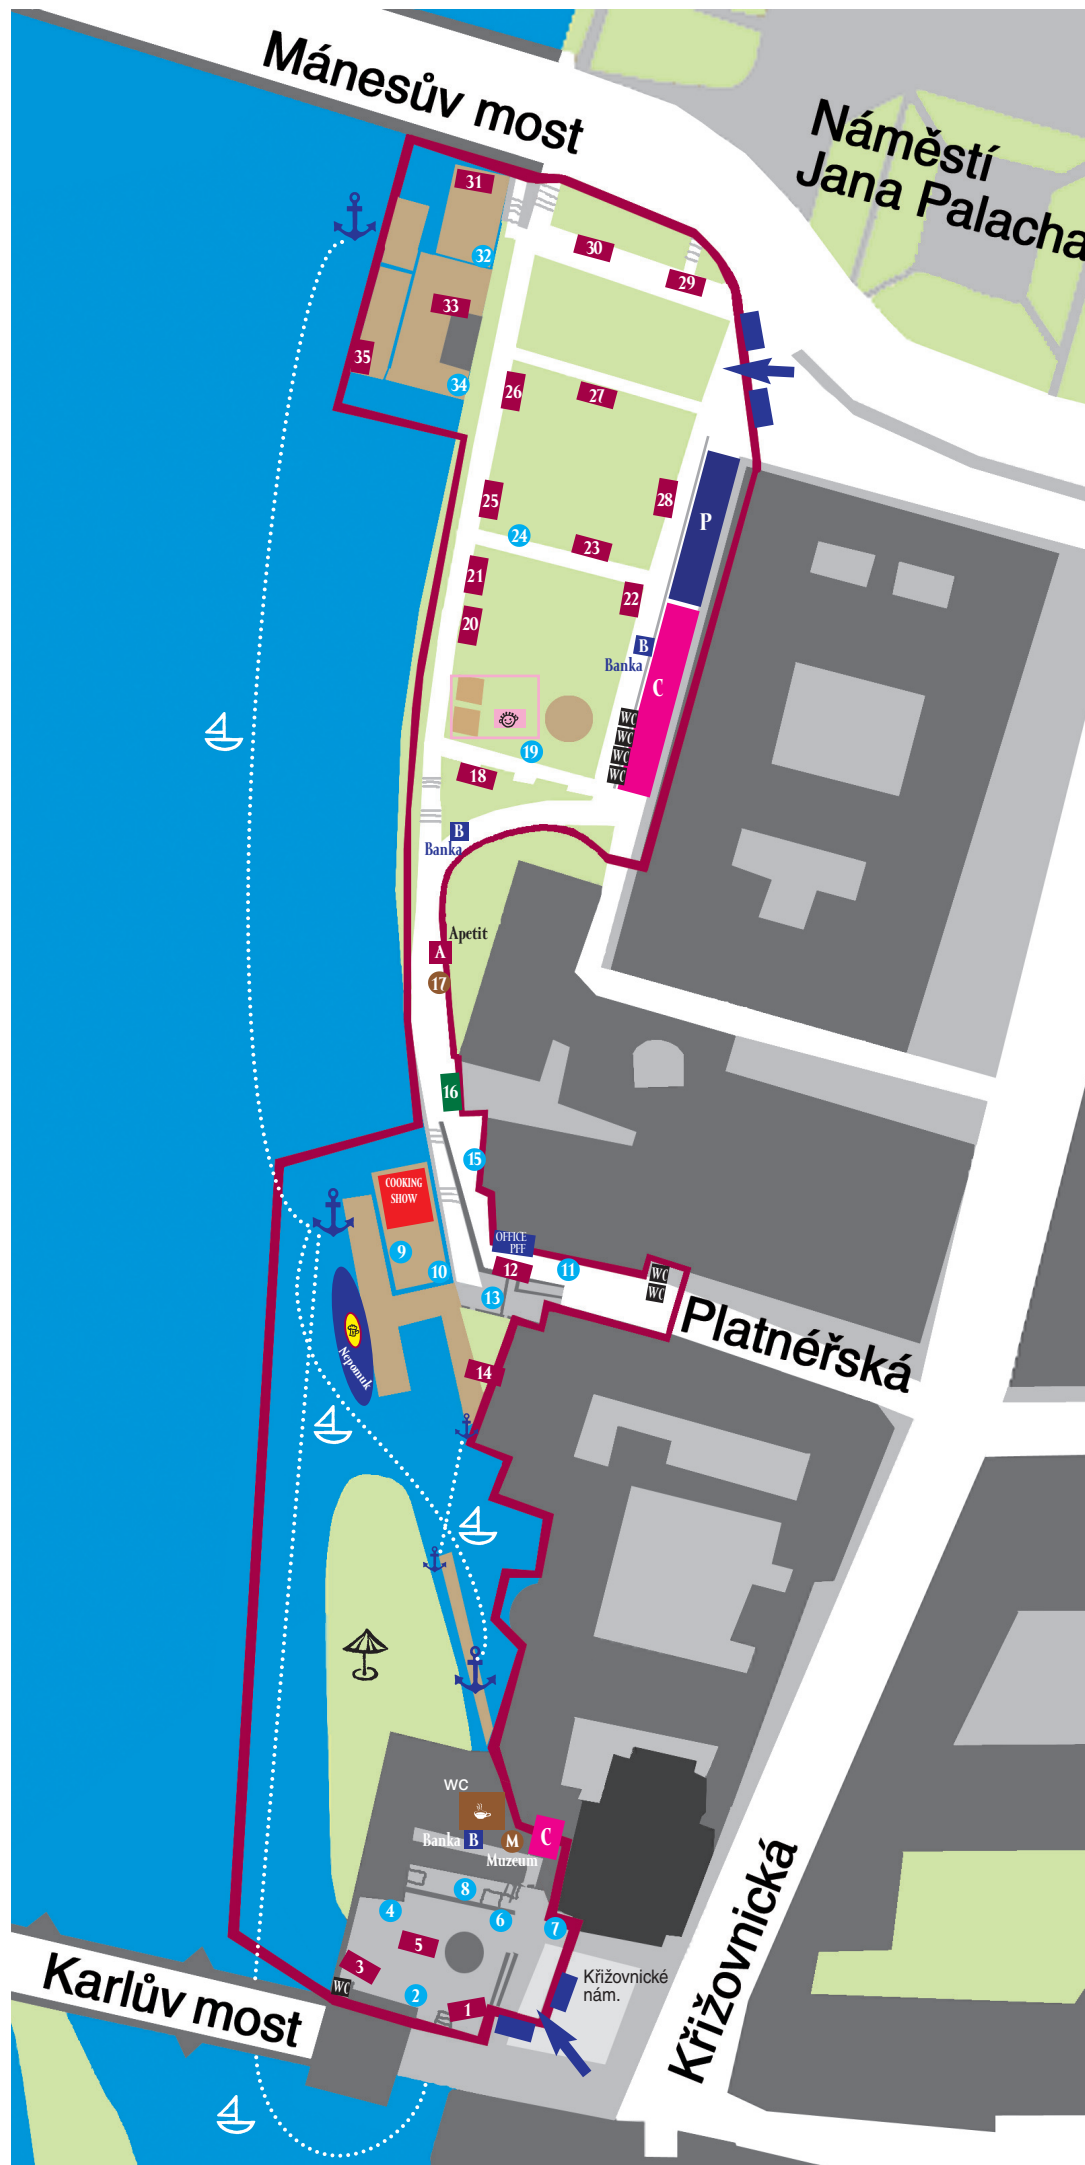 Mánesův most
Náměstí
Jana Palacha
31
32
30
29
33
35
34
26
27
25
28
P
24
23
21
22
20
B
Banka
C
WC
WC
WC
WC
19
18
B
Banka
Apetit
A
17
16
15
COOKING
SHOW
OFFICE
PFF
9
10
12
11
WC
WC
13
Platnéřská
Nepomuk
14
WC
Banka
B
M
C
Muzeum
8
4
6
7
5
3
WC
2
1
Křižovnické
nám.
Karlův most
Křižovnická